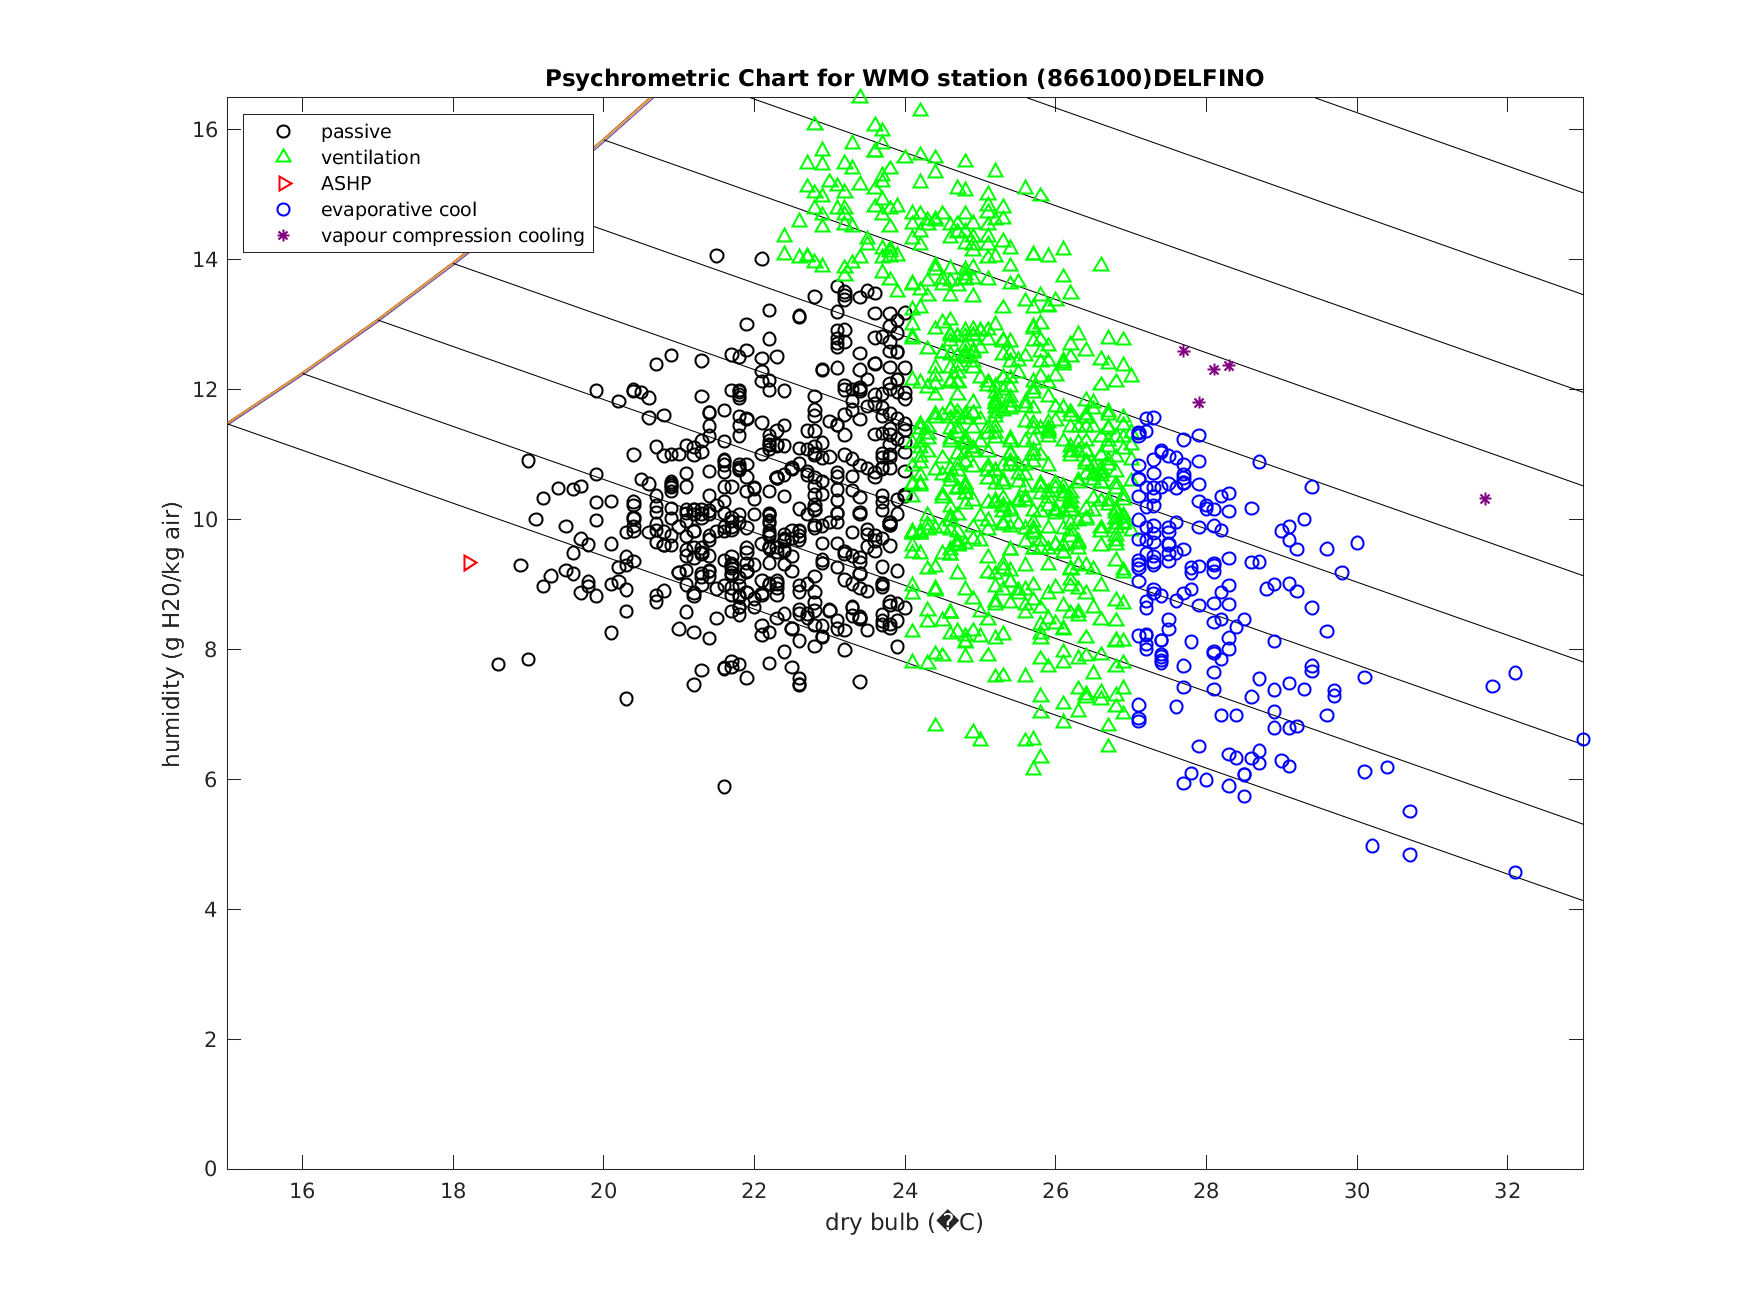 Psychrometric Chart for WMO station (866100)DELFINO
passive
ventilation
ASHP
evaporative cool
vapour compression cooling
humidity (g H20/kg air)
16
14
12
10
8
6
4
2
0
16 18 20 22 24 26 28 30 32
dry bulb (�C)